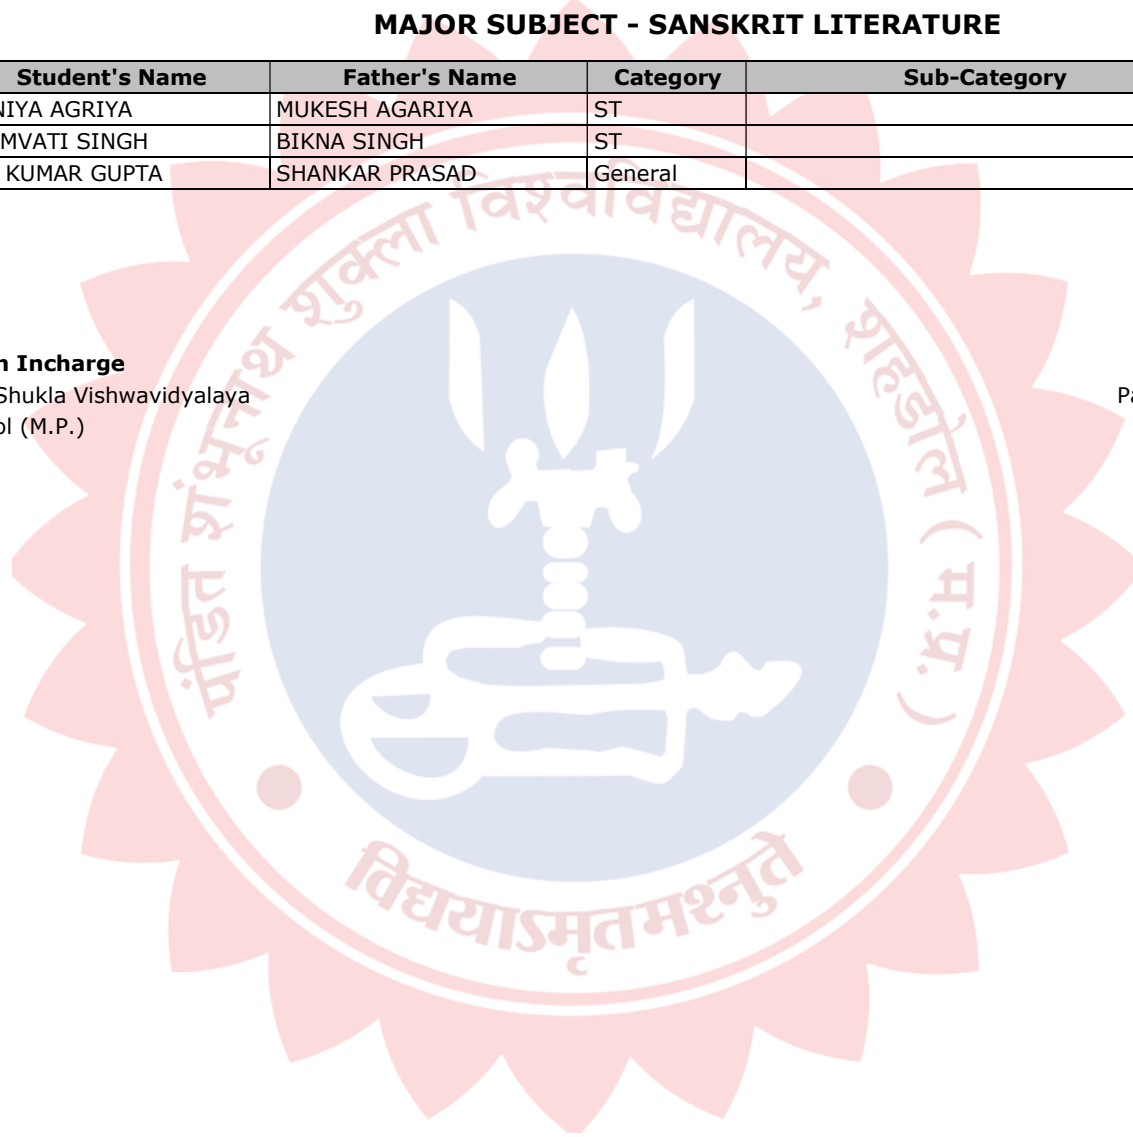 MAJOR SUBJECT - SANSKRIT LITERATURE
Student's Name Father's Name Category Sub-Category
NIYA AGRIYA MUKESH AGARIYA ST
MVATI SINGH BIKNA SINGH ST
KUMAR GUPTA SHANKAR PRASAD General
n Incharge
Shukla Vishwavidyalaya Pa
ol (M.P.)
पंडित शंभूनाथ शुक्ला विश्वविद्यालय, शहडोल (म.प्र.)
विद्ययाऽमृतमश्नुते